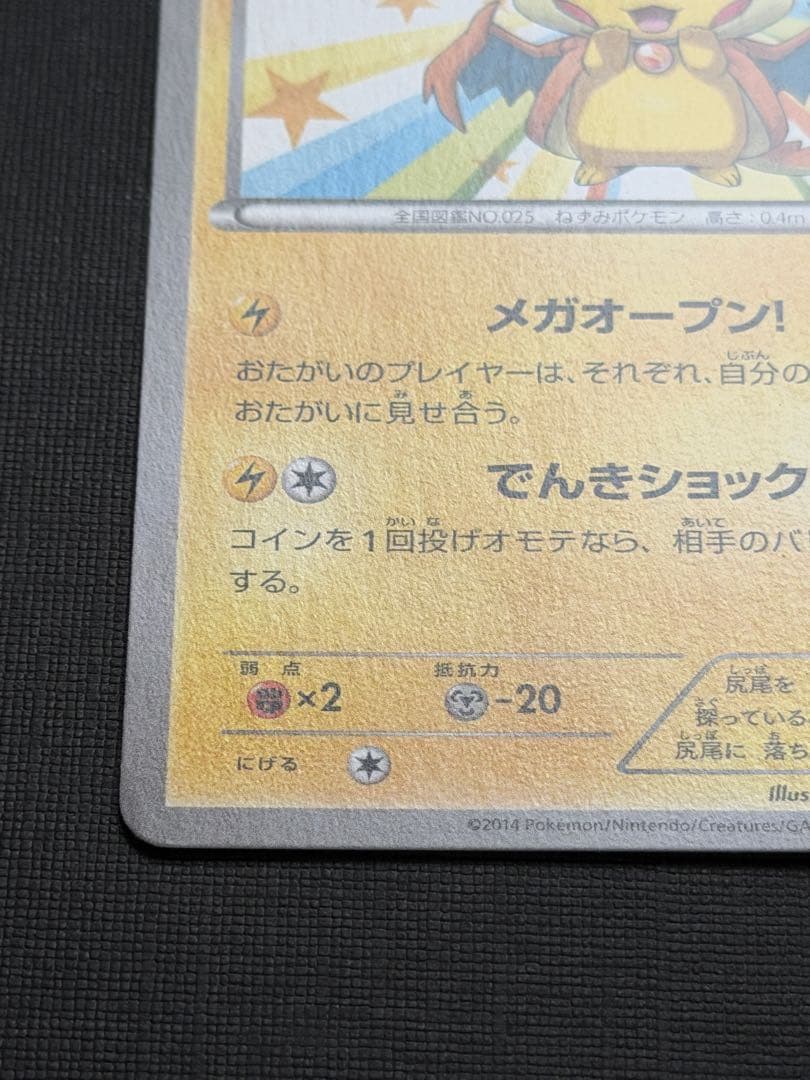 全国図鑑NO.025 ねずみポケモン 高さ:0.4m
メガオープン!
じぶん
おたがいのプレイヤーは、それぞれ、自分の
み あ
おたがいに見せ合う。
でんきショック
かい な あいて
コインを1回投げオモテなら、相手のバ
する。
弱点 抵抗力
×2 -20
にげる
しっぽ
尻尾を
さぐ
探っている
しっぽ お
尻尾に 落ち
Illus
©2014 Pokémon/Nintendo/Creatures/GA